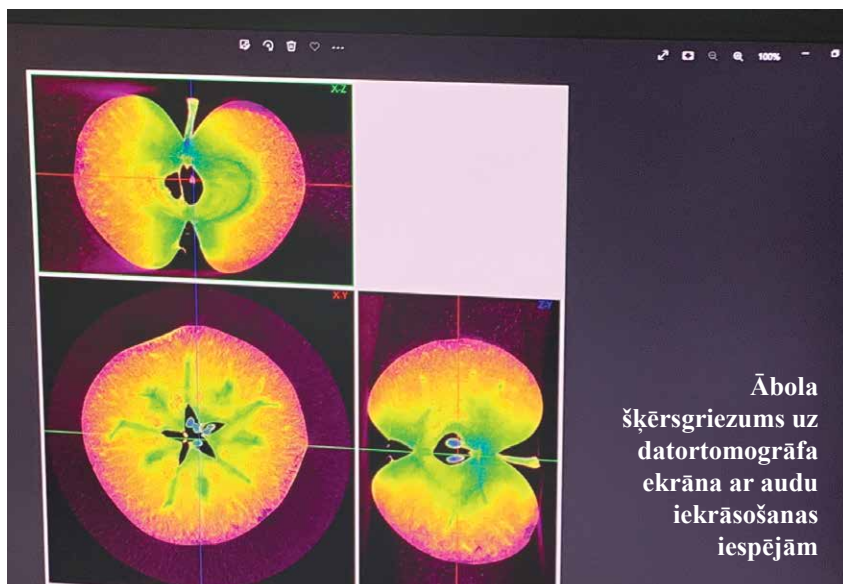 100%
X-Z
X-Y
Z-Y
Ābola
šķērsgriezums uz
datortomogrāfa
ekrāna ar audu
iekrāsošanas
iespējām